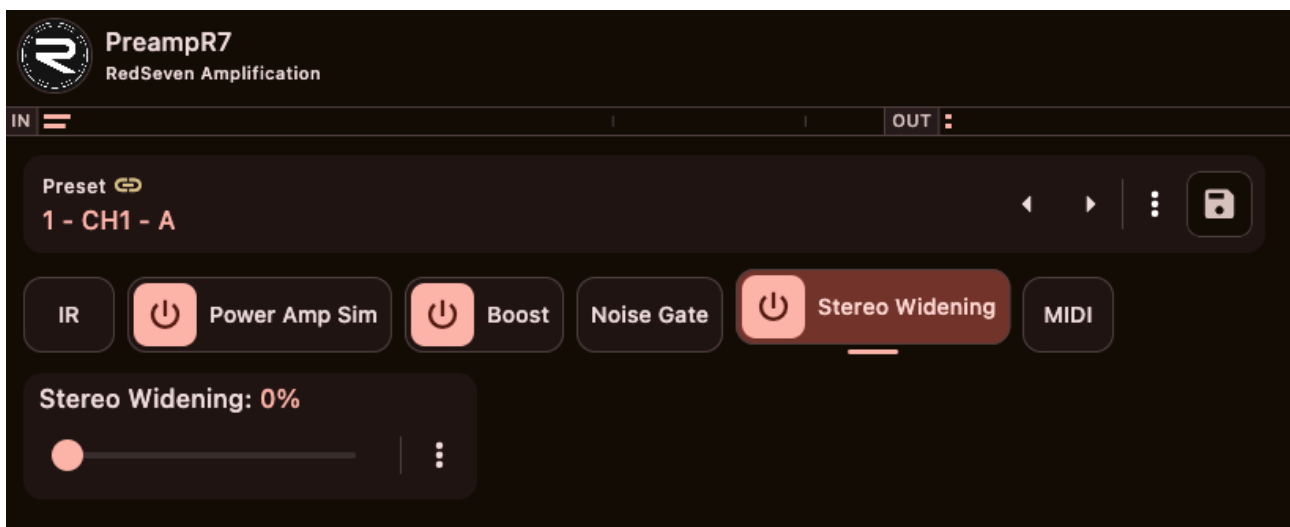 PreampR7
RedSeven Amplification
IN OUT
Preset
1 - CH1 - A
IR Power Amp Sim Boost Noise Gate Stereo Widening MIDI
Stereo Widening: 0%